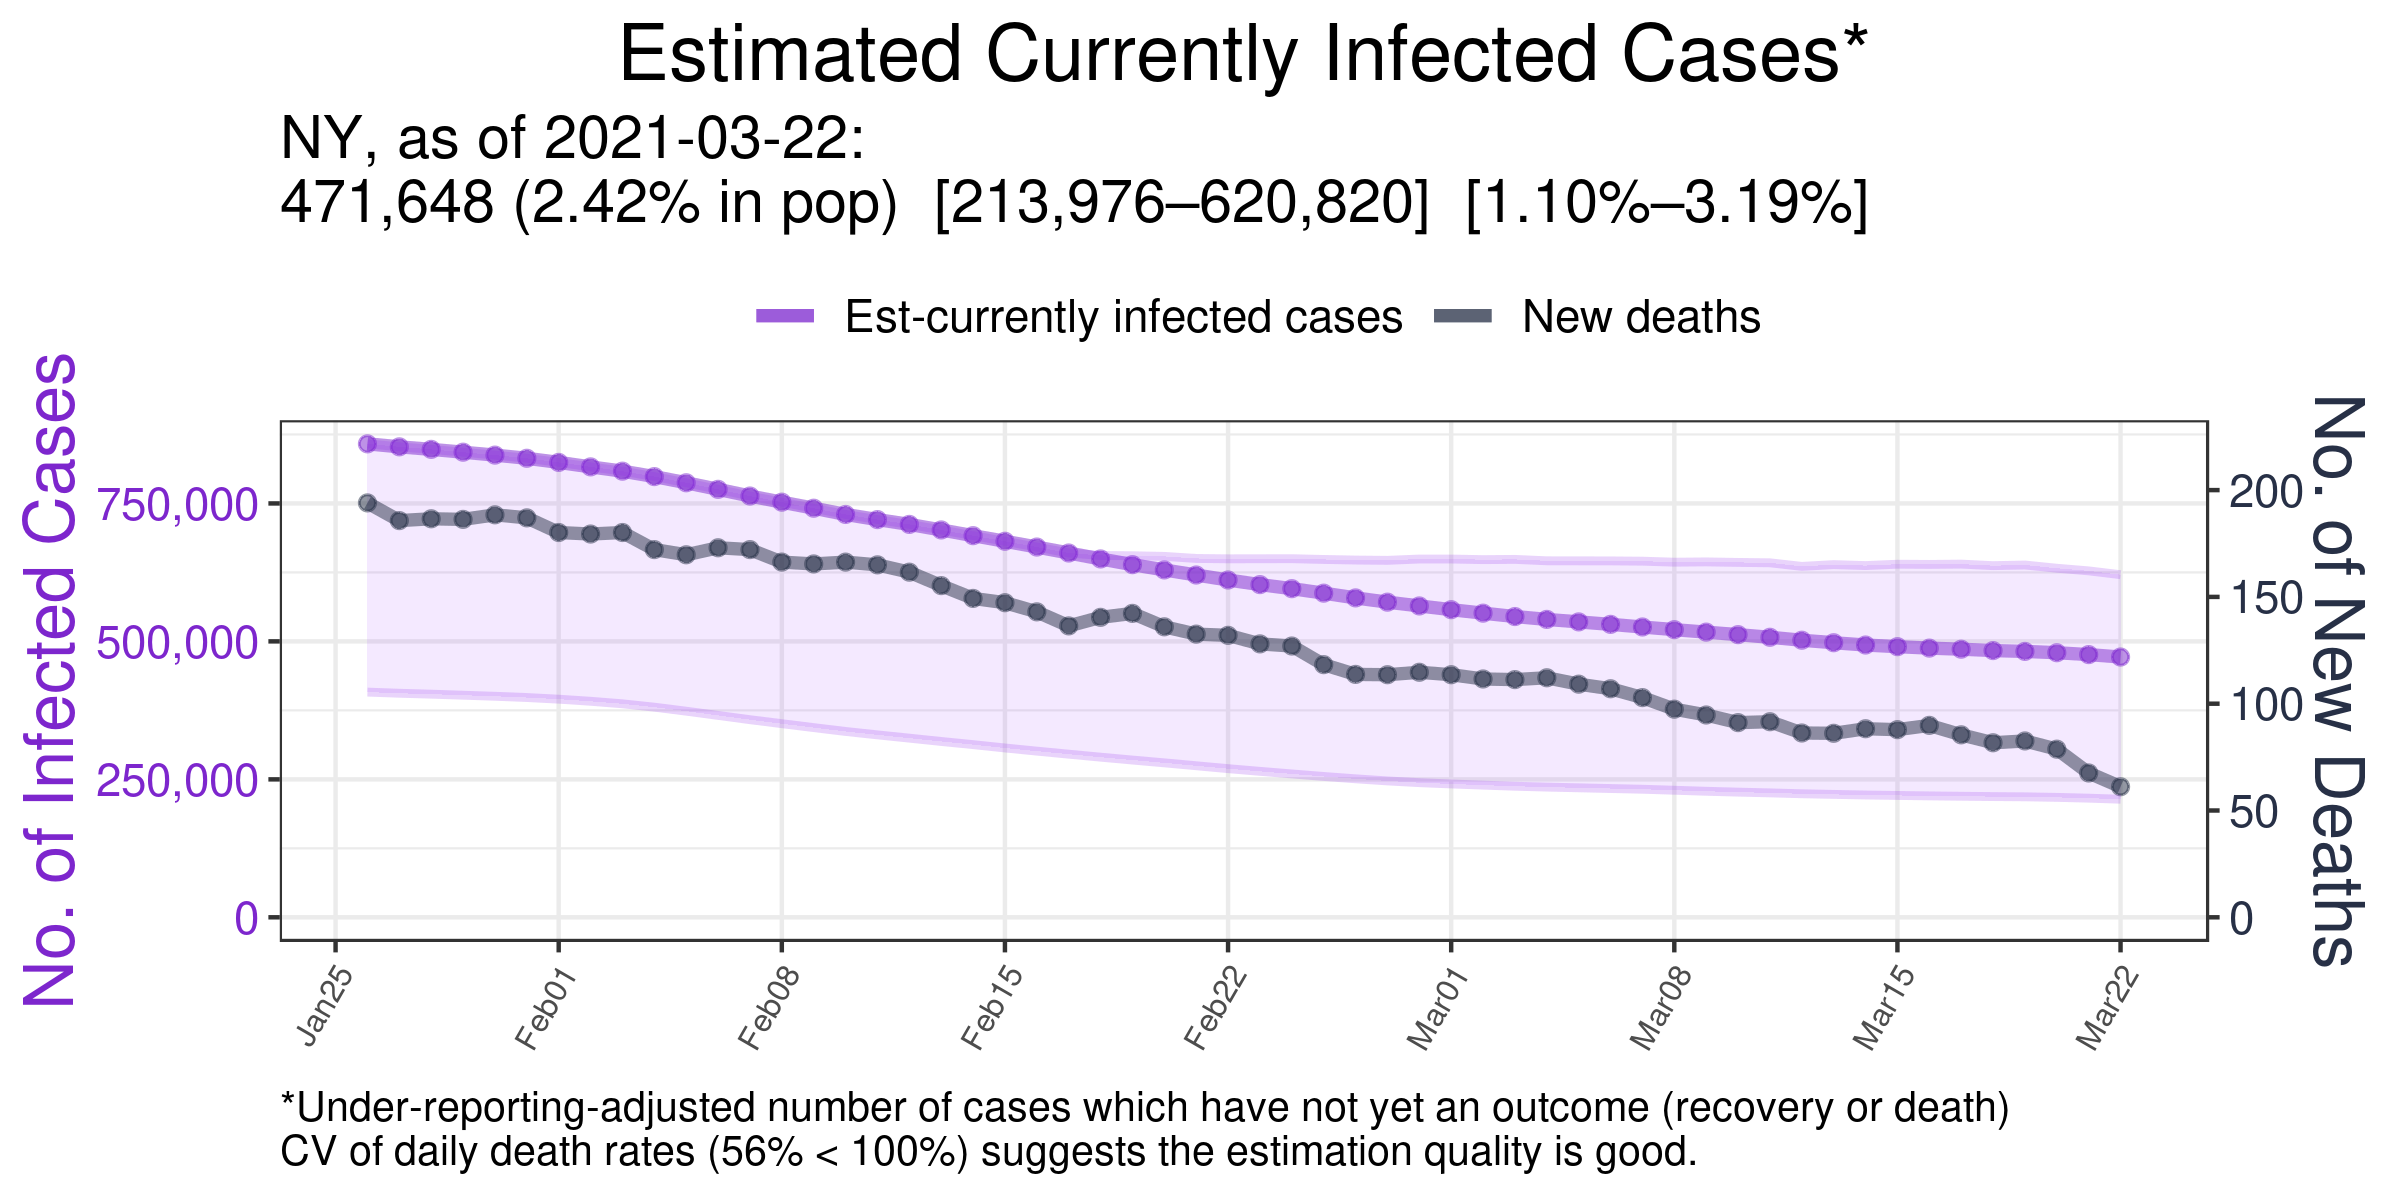 Estimated Currently Infected Cases*
NY, as of 2021-03-22:
471,648 (2.42% in pop)  [213,976–620,820]  [1.10%–3.19%]
Est-currently infected cases
New deaths
No. of Infected Cases
750,000
500,000
250,000
0
No. of New Deaths
200
150
100
50
0
Jan25
Feb01
Feb08
Feb15
Feb22
Mar01
Mar08
Mar15
Mar22
*Under-reporting-adjusted number of cases which have not yet an outcome (recovery or death)
CV of daily death rates (56% < 100%) suggests the estimation quality is good.